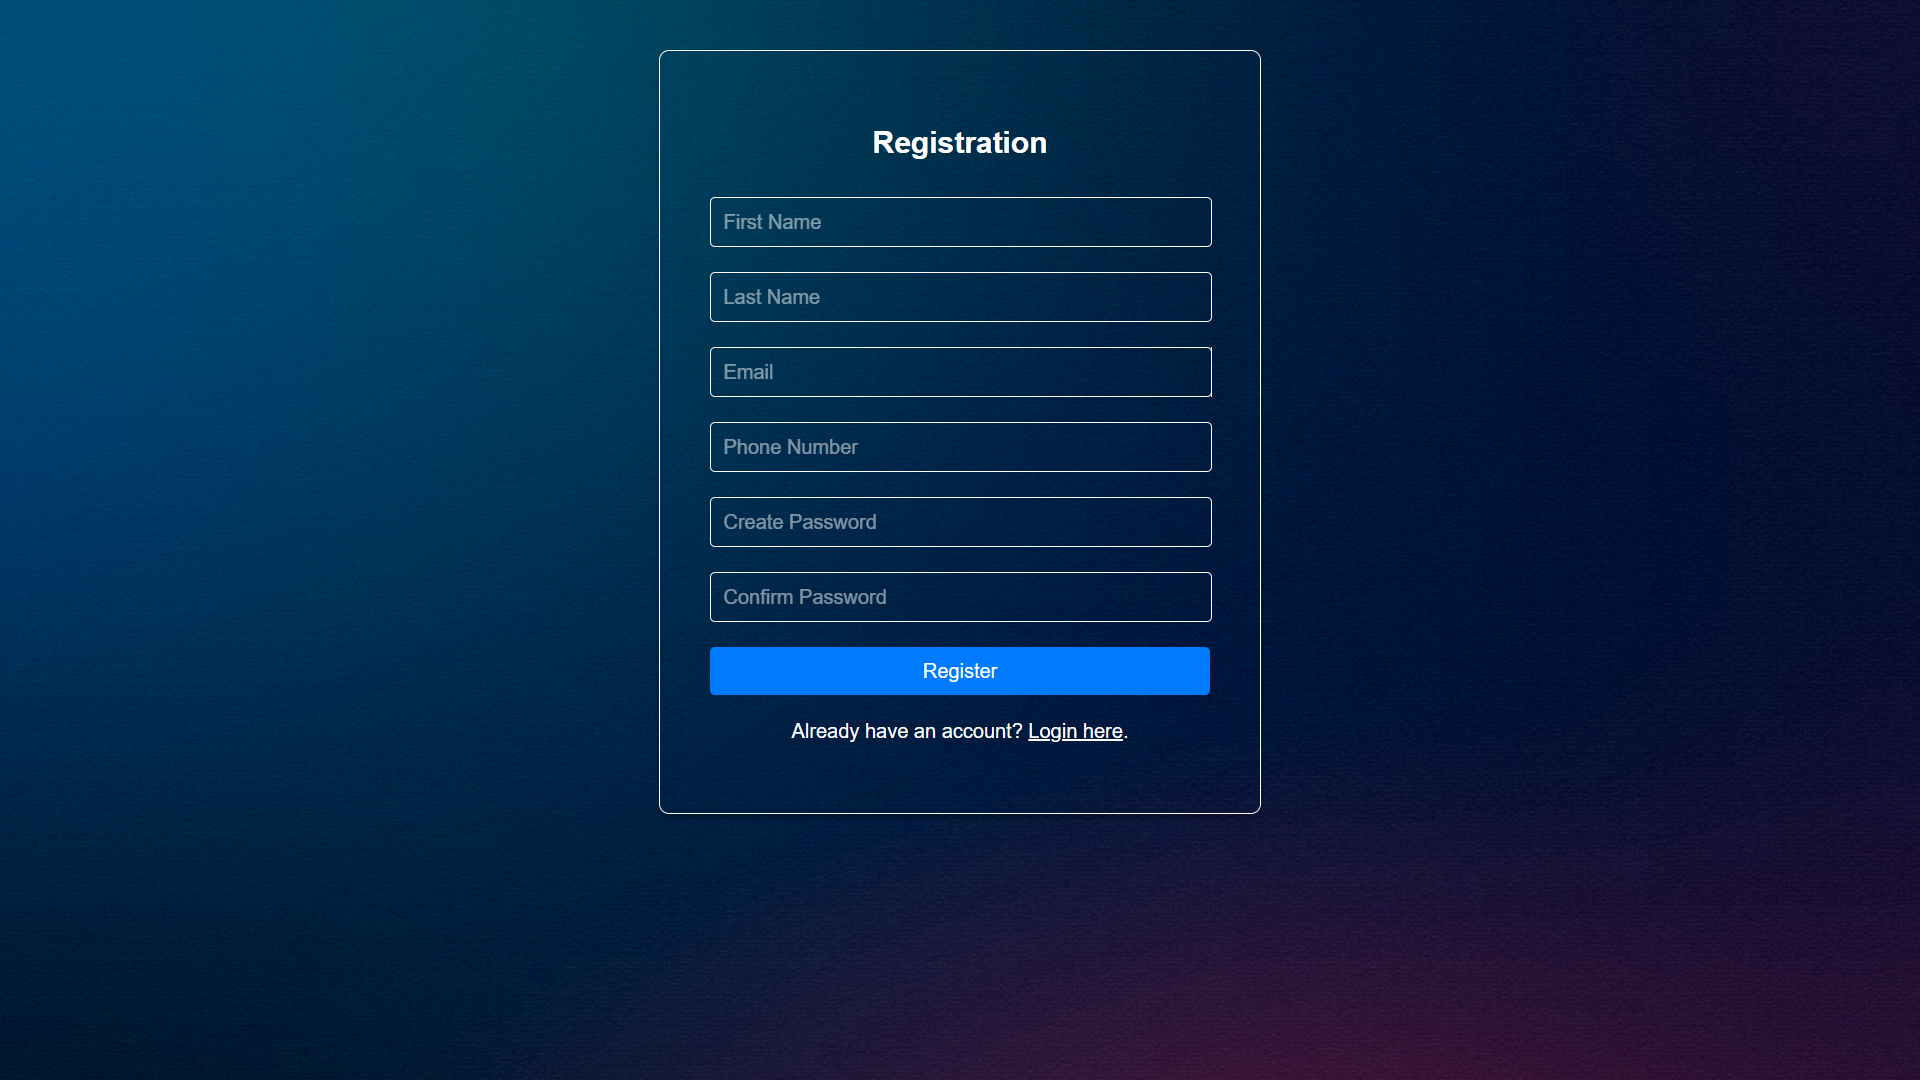 Registration
First Name
Last Name
Email
Phone Number
Create Password
Confirm Password
Register
Already have an account? Login here.